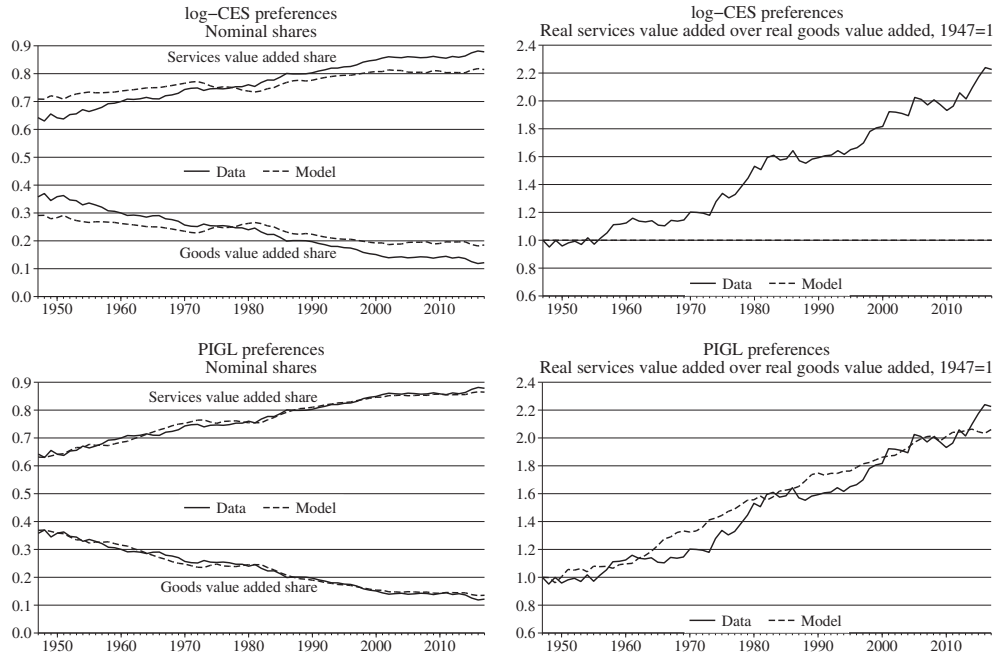 log–CES preferences
Nominal shares
0.9
0.8
0.7
0.6
0.5
0.4
0.3
0.2
0.1
0.0
Services value added share
Data Model
Goods value added share
1950 1960 1970 1980 1990 2000 2010
log–CES preferences
Real services value added over real goods value added, 1947=1
2.4
2.2
2.0
1.8
1.6
1.4
1.2
1.0
0.8
0.6
Data Model
1950 1960 1970 1980 1990 2000 2010
PIGL preferences
Nominal shares
0.9
0.8
0.7
0.6
0.5
0.4
0.3
0.2
0.1
0.0
Services value added share
Data Model
Goods value added share
1950 1960 1970 1980 1990 2000 2010
PIGL preferences
Real services value added over real goods value added, 1947=1
2.4
2.2
2.0
1.8
1.6
1.4
1.2
1.0
0.8
0.6
Data Model
1950 1960 1970 1980 1990 2000 2010